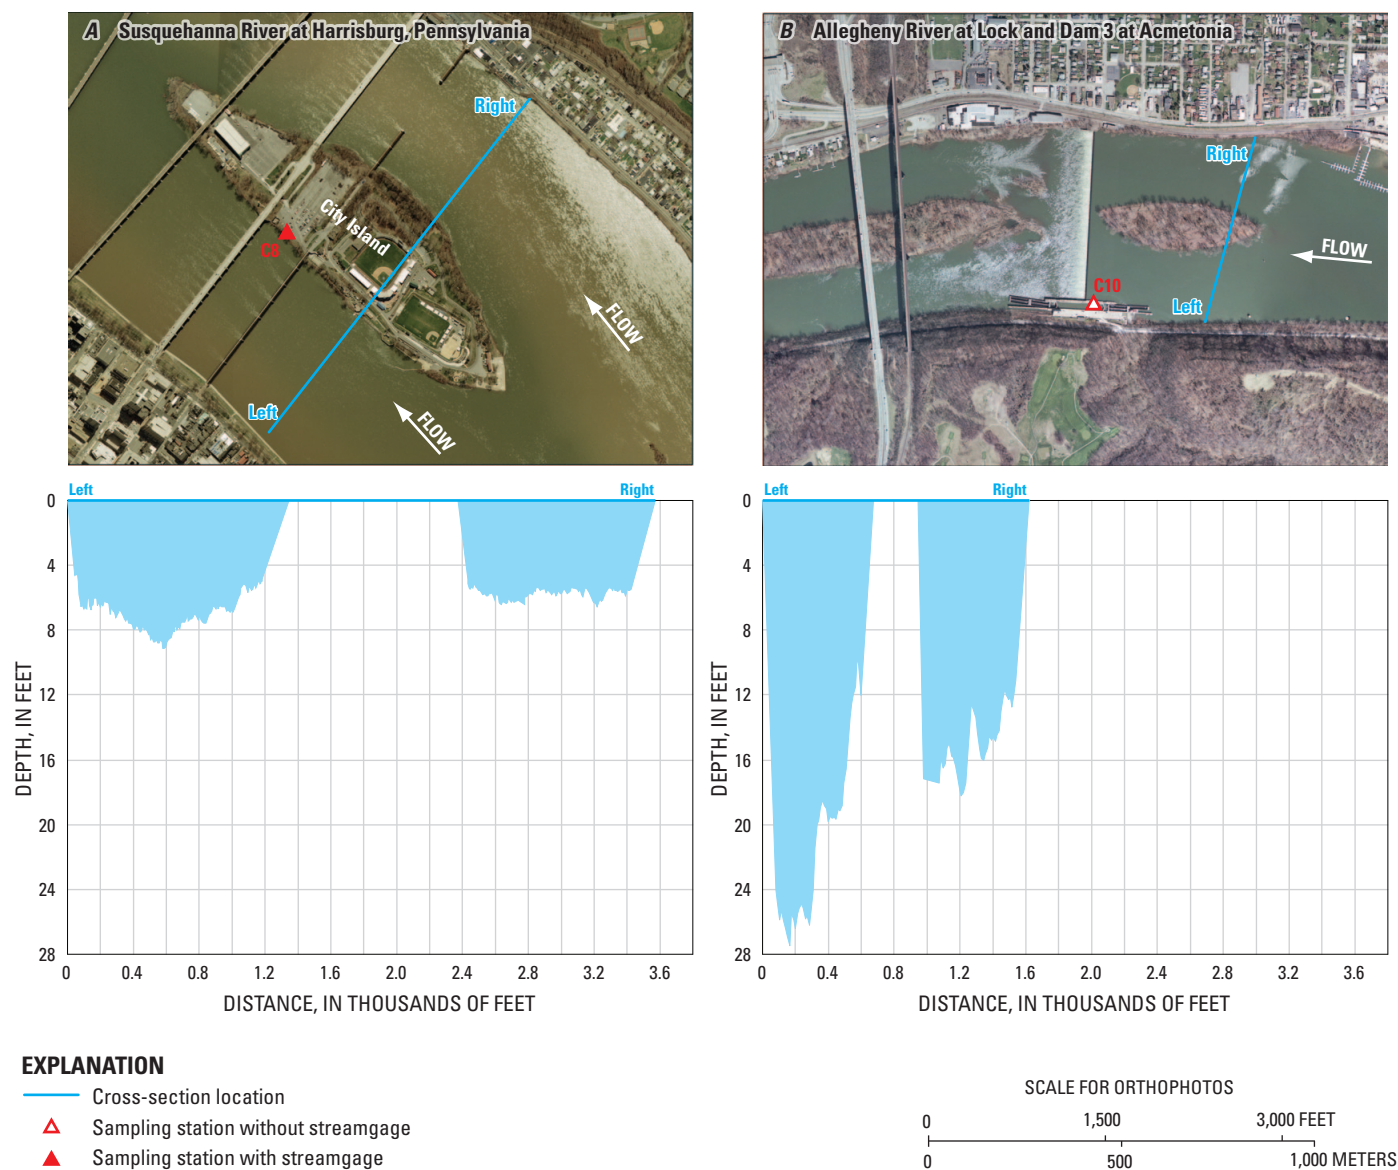 A Susquehanna River at Harrisburg, Pennsylvania
Right
City Island
C8
FLOW
Left
FLOW
B Allegheny River at Lock and Dam 3 at Acmetonia
Right
FLOW
C10
Left
Left
Right
0
4
8
12
16
20
24
28
DEPTH, IN FEET
0 0.4 0.8 1.2 1.6 2.0 2.4 2.8 3.2 3.6
DISTANCE, IN THOUSANDS OF FEET
Left
Right
0
4
8
12
16
20
24
28
DEPTH, IN FEET
0 0.4 0.8 1.2 1.6 2.0 2.4 2.8 3.2 3.6
DISTANCE, IN THOUSANDS OF FEET
EXPLANATION
Cross-section location
Sampling station without streamgage
Sampling station with streamgage
SCALE FOR ORTHOPHOTOS
0 1,500 3,000 FEET
0 500 1,000 METERS